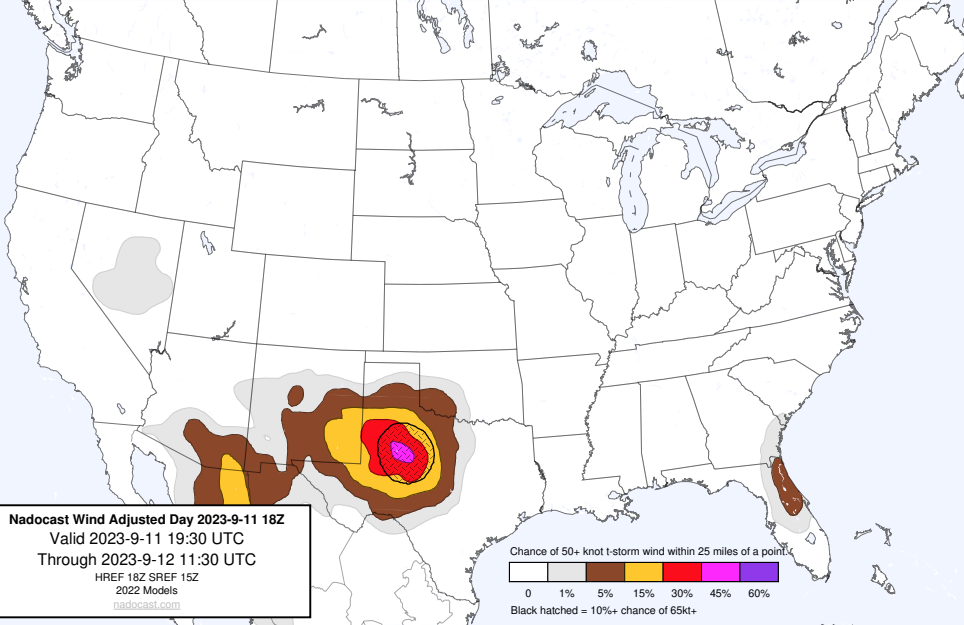 Nadocast Wind Adjusted Day 2023-9-11 18Z
Valid 2023-9-11 19:30 UTC
Through 2023-9-12 11:30 UTC
HREF 18Z SREF 15Z
2022 Models
nadocast.com
Chance of 50+ knot t-storm wind within 25 miles of a point.
0 1% 5% 15% 30% 45% 60%
Black hatched = 10%+ chance of 65kt+